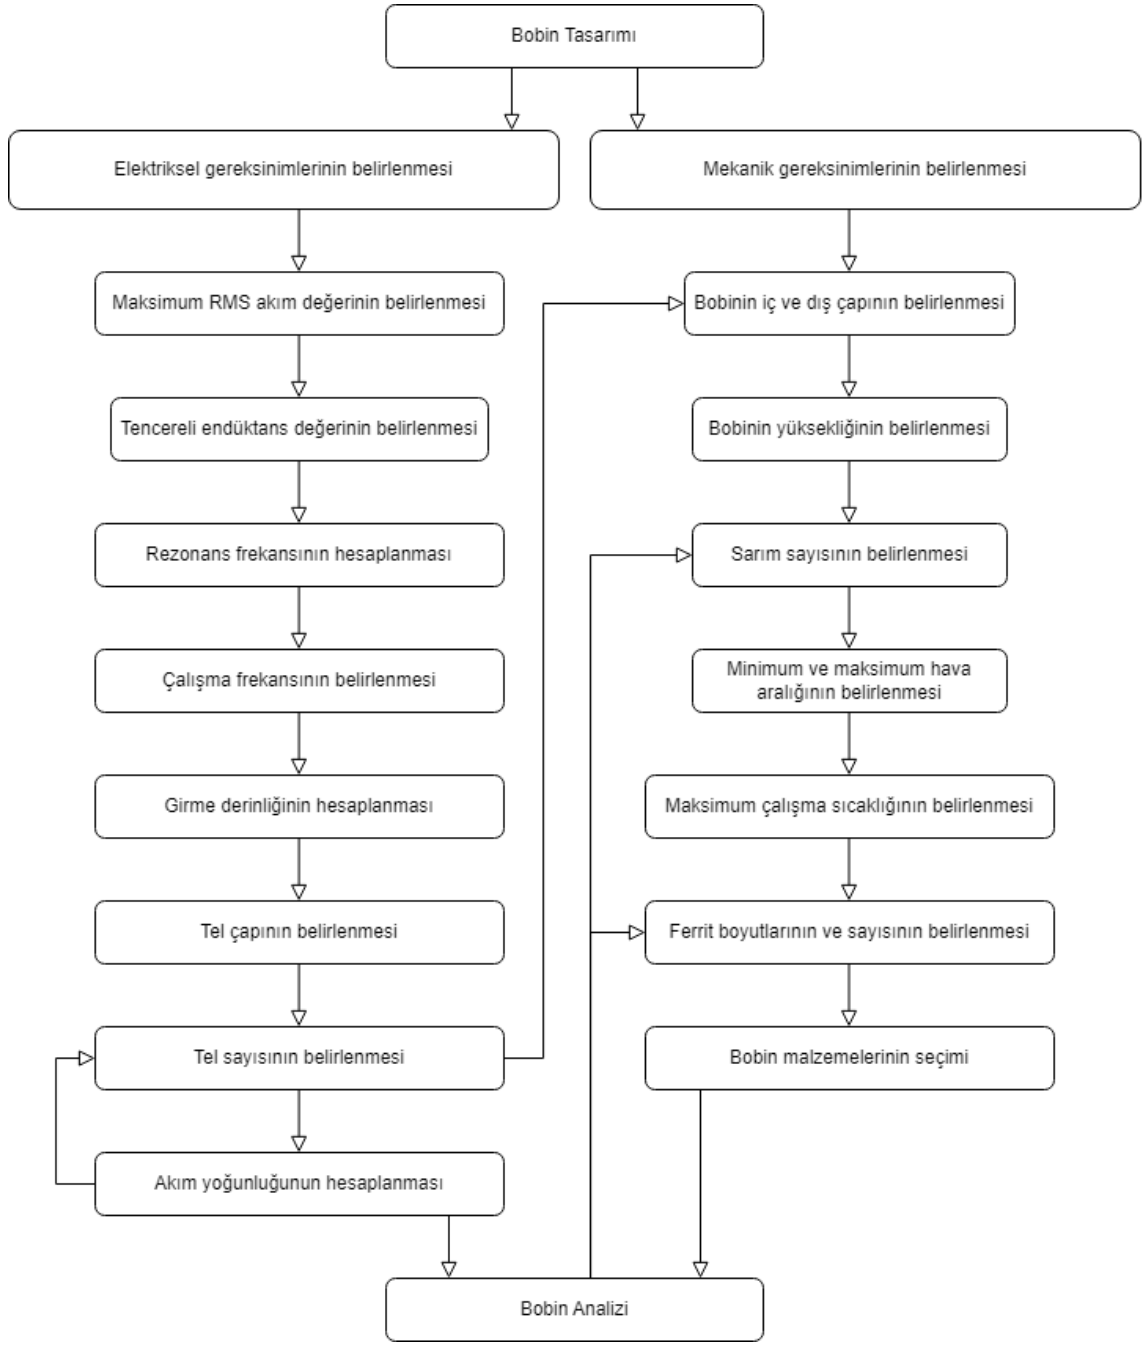 Bobin Tasarımı
Elektriksel gereksinimlerinin belirlenmesi
Mekanik gereksinimlerinin belirlenmesi
Maksimum RMS akım değerinin belirlenmesi
Bobinin iç ve dış çapının belirlenmesi
Tencereli endüktans değerinin belirlenmesi
Bobinin yüksekliğinin belirlenmesi
Rezonans frekansının hesaplanması
Sarım sayısının belirlenmesi
Çalışma frekansının belirlenmesi
Minimum ve maksimum hava
aralığının belirlenmesi
Girme derinliğinin hesaplanması
Maksimum çalışma sıcaklığının belirlenmesi
Tel çapının belirlenmesi
Ferrit boyutlarının ve sayısının belirlenmesi
Tel sayısının belirlenmesi
Bobin malzemelerinin seçimi
Akım yoğunluğunun hesaplanması
Bobin Analizi